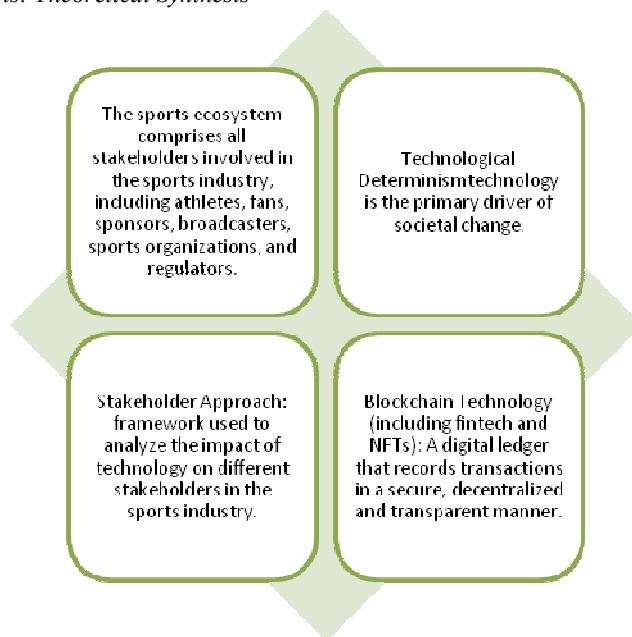 Theoretical Synthesis
The sports ecosystem
comprises all
stakeholders involved in
the sports industry,
including athletes, fans,
sponsors, broadcasters,
sports organizations, and
regulators.
Technological
Determismtechnology
is the primary driver of
societal change.
Stakeholder Approach:
framework used to
analyze the impact of
technology on different
stakeholders in the
sports industry.
Blockchain Technology
(including fintech and
NFTs): A digital ledger
that records transactions
in a secure, decentralized
and transparent manner.